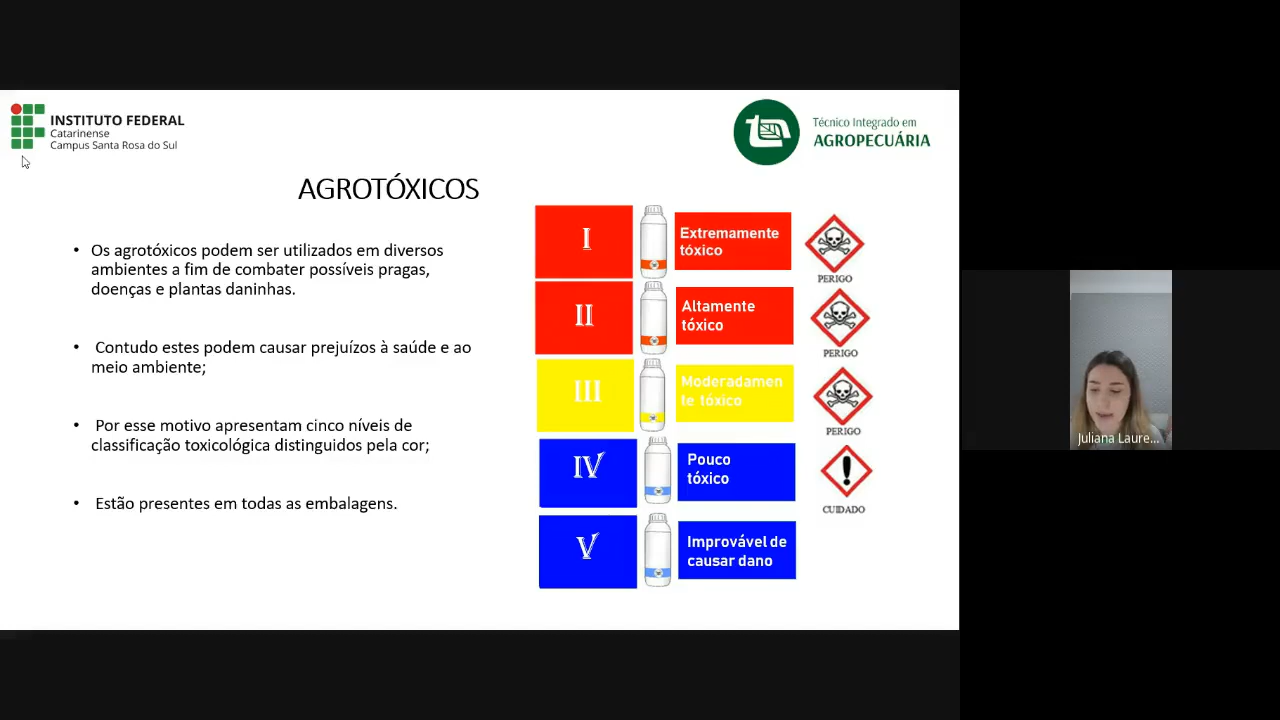 INSTITUTO FEDERAL
Catarinense
Campus Santa Rosa do Sul
Técnico Integrado em
AGROPECUÁRIA
AGROTÓXICOS
• Os agrotóxicos podem ser utilizados em diversos
ambientes a fim de combater possíveis pragas,
doenças e plantas daninhas.
• Contudo estes podem causar prejuízos à saúde e ao
meio ambiente;
• Por esse motivo apresentam cinco níveis de
classificação toxicológica distinguidos pela cor;
• Estão presentes em todas as embalagens.
I
Extremamente
tóxico
PERIGO
II
Altamente
tóxico
PERIGO
III
Moderadamen
te tóxico
PERIGO
IV
Pouco
tóxico
CUIDADO
V
Improvável de
causar dano
Juliana Laure...